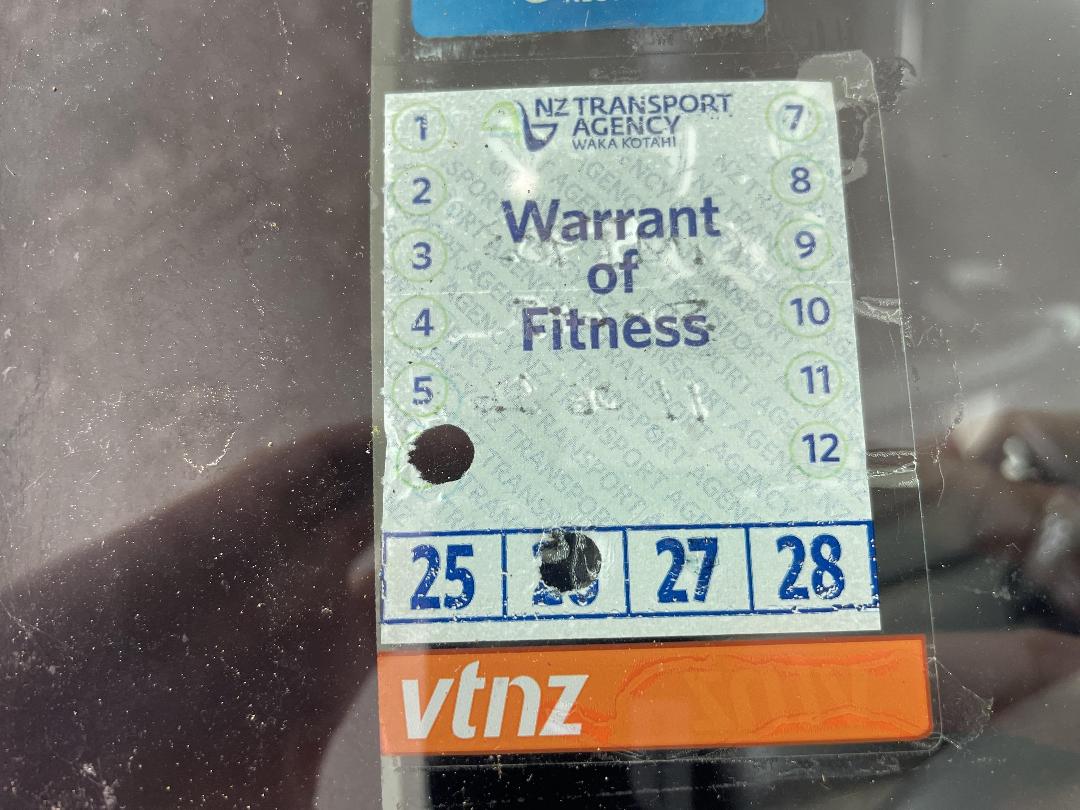 NZ TRANSPORT
AGENCY
WAKA KOTAHI
1
7
2
8
Warrant
of
Fitness
3
9
4
10
5
11
12
25
27
28
vtnz